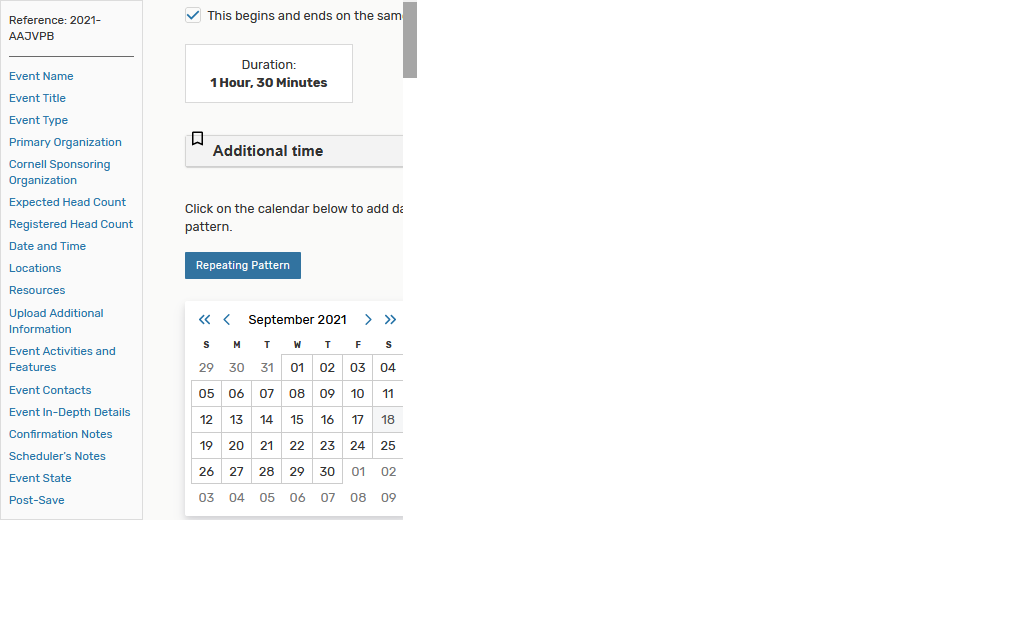 Reference: 2021-
AAJVPB
Event Name
Event Title
Event Type
Primary Organization
Cornell Sponsoring
Organization
Expected Head Count
Registered Head Count
Date and Time
Locations
Resources
Upload Additional
Information
Event Activities and
Features
Event Contacts
Event In-Depth Details
Confirmation Notes
Scheduler's Notes
Event State
Post-Save
This begins and ends on the sam
Duration:
1 Hour, 30 Minutes
Additional time
Click on the calendar below to add da
pattern.
Repeating Pattern
September 2021
S M T W T F S
29 30 31 01 02 03 04
05 06 07 08 09 10 11
12 13 14 15 16 17 18
19 20 21 22 23 24 25
26 27 28 29 30 01 02
03 04 05 06 07 08 09